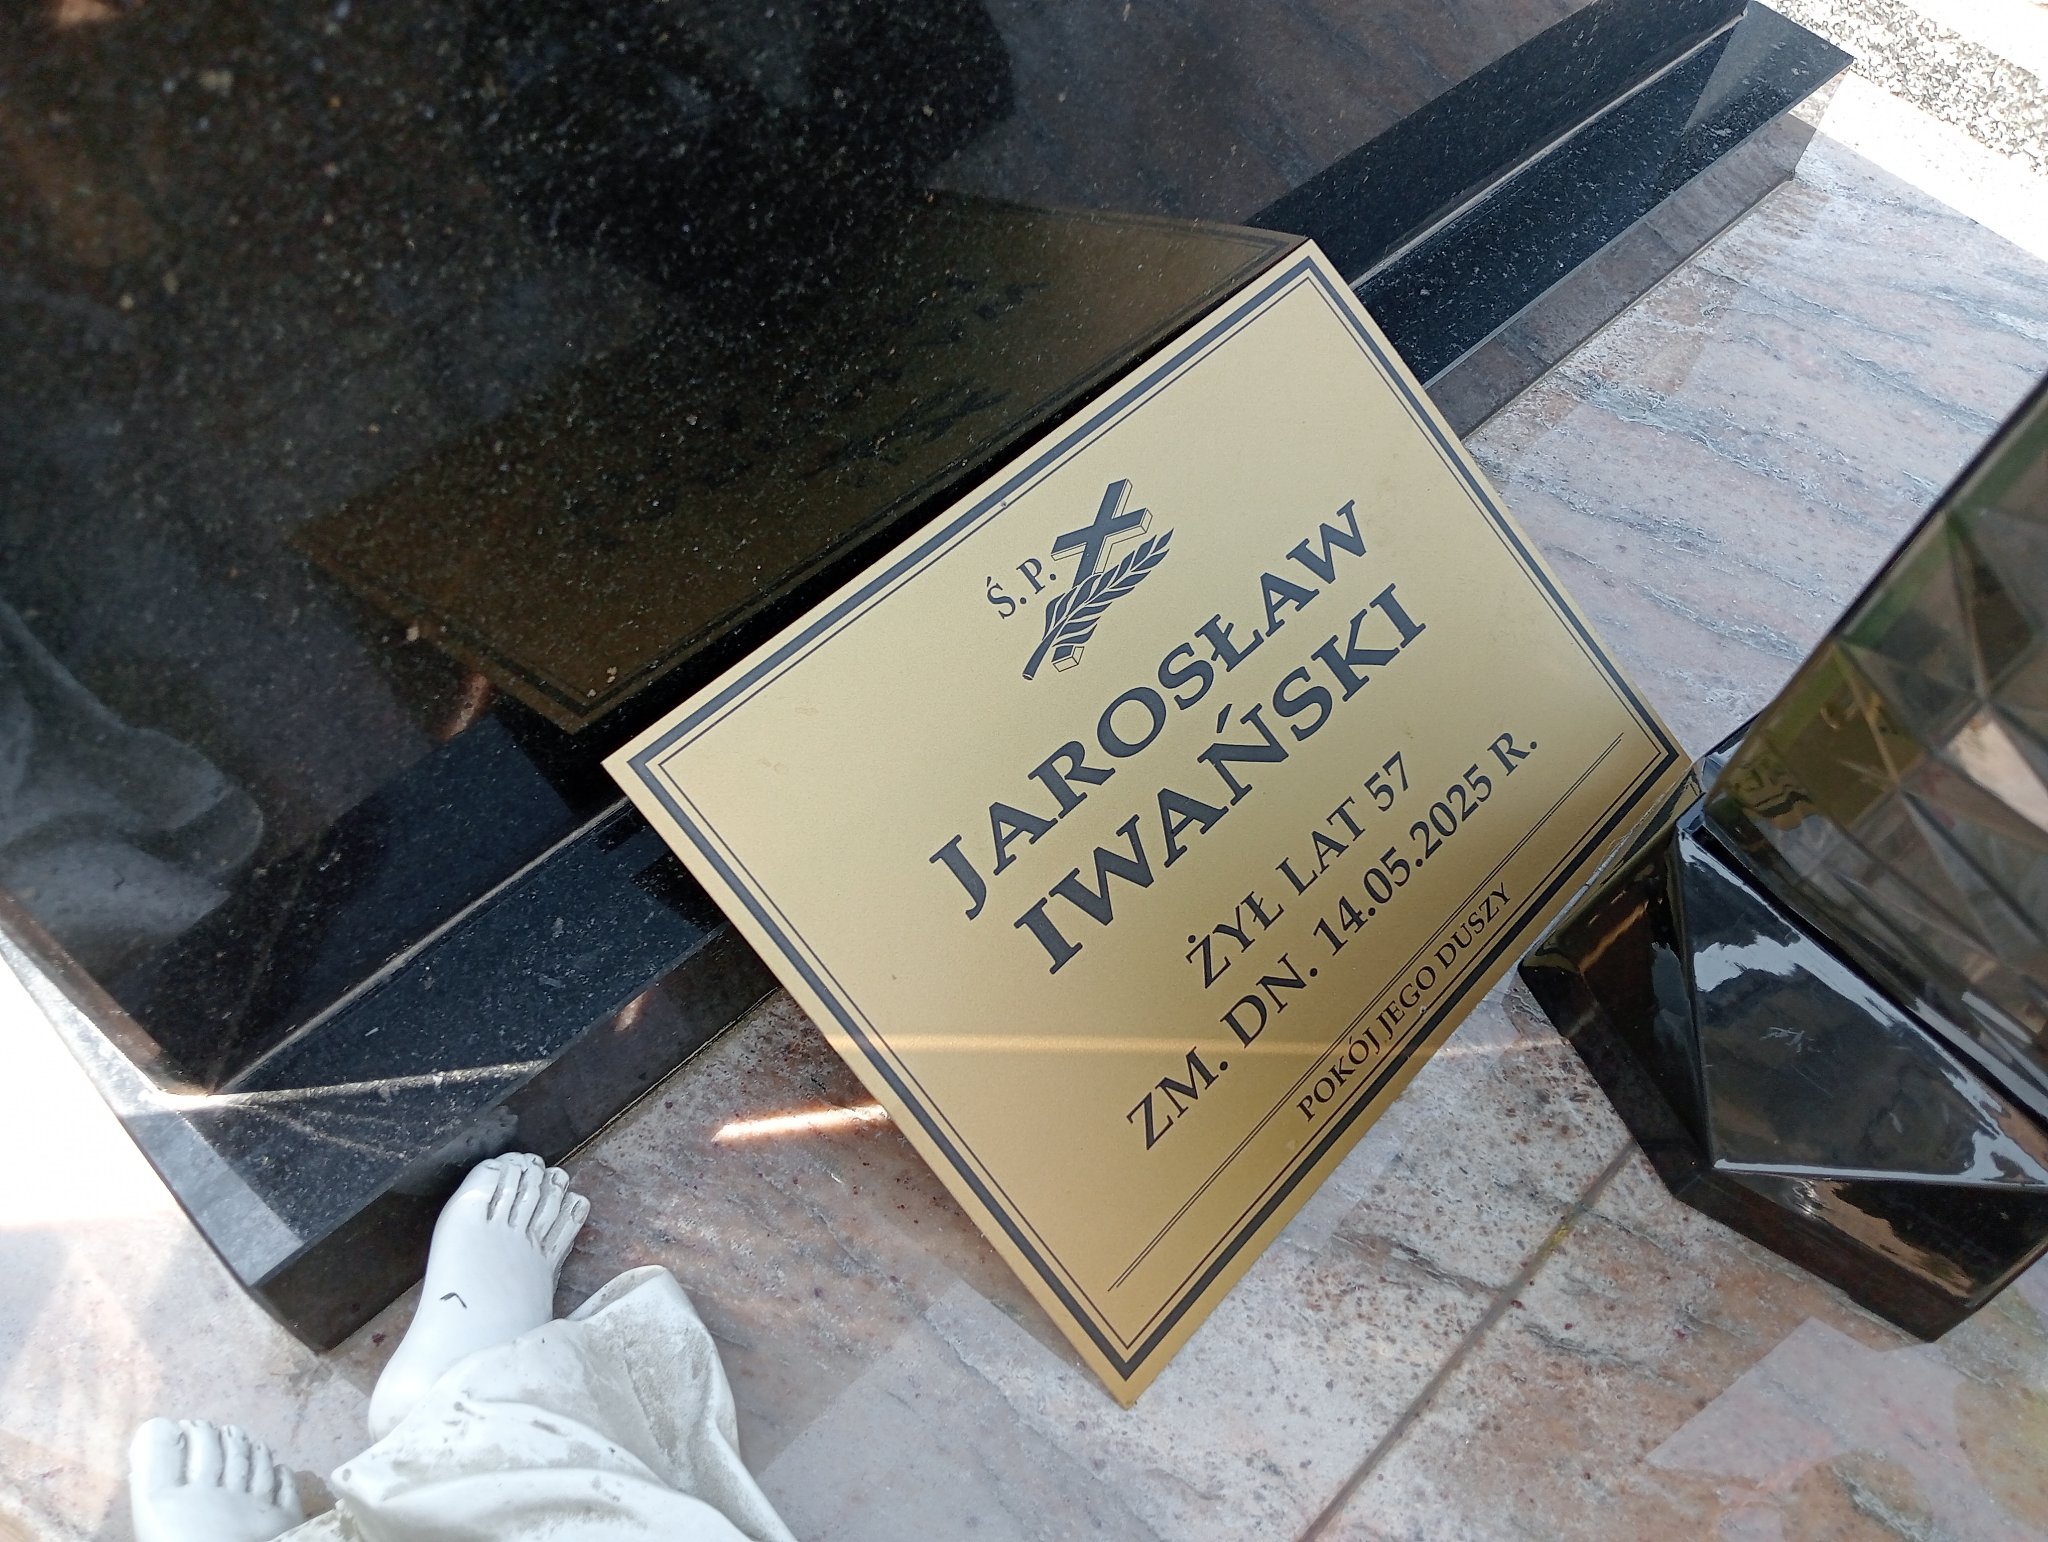 Ś.P.
JAROSŁAW
IWAŃSKI
ŻYŁ LAT 57
ZM. DN. 14.05.2025 R.
POKÓJ JEGO DUSZY